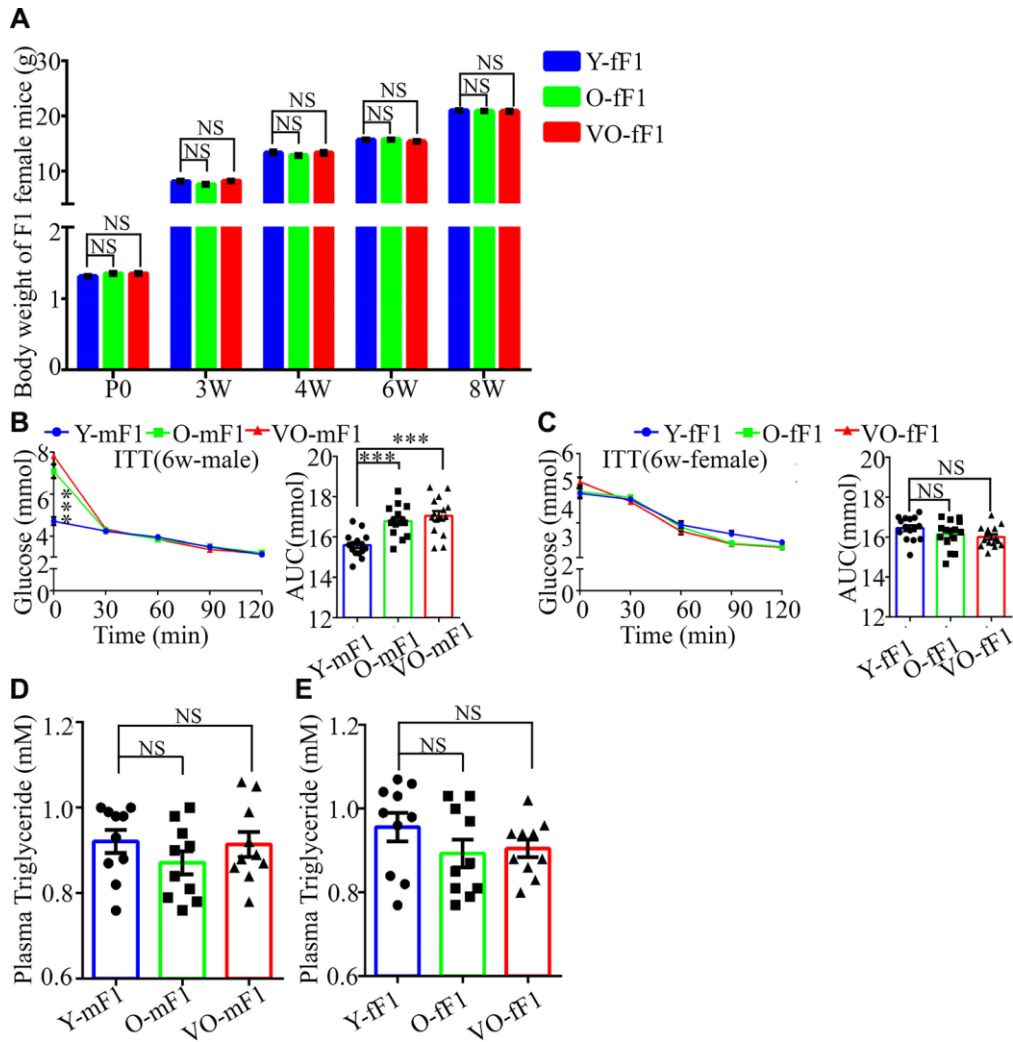 A
Body weight of F1 female mice (g)
30
20
10
2
1
0
NS
NS
NS
NS
NS
NS
NS
NS
NS
NS
P0
3W
4W
6W
8W
Y-fF1
O-fF1
VO-fF1
B
Y-mF1
O-mF1
VO-mF1
ITT(6w-male)
Glucose (mmol)
8
6
4
2
0
***
0
30
60
90
120
Time (min)
AUC(mmol)
20
18
16
14
12
***
***
Y-mF1
O-mF1
VO-mF1
C
Y-fF1
O-fF1
VO-fF1
ITT(6w-female)
Glucose (mmol)
6
5
4
3
2
0
0
30
60
90
120
Time (min)
AUC(mmol)
20
18
16
14
12
NS
NS
Y-fF1
O-fF1
VO-fF1
D
Plasma Triglyceride (mM)
1.2
1.0
0.8
0.6
NS
NS
Y-mF1
O-mF1
VO-mF1
E
Plasma Triglyceride (mM)
1.2
1.0
0.8
0.6
NS
NS
Y-fF1
O-fF1
VO-fF1